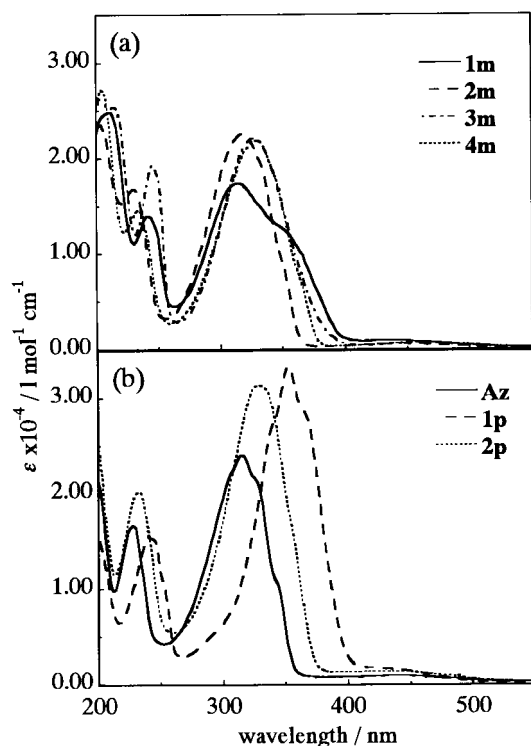 (a)
1m
2m
3m
4m
3.00
2.00
1.00
0.00
(b)
Az
1p
2p
3.00
2.00
1.00
0.00
ε x10⁻⁴ / l mol⁻¹ cm⁻¹
200 300 400 500
wavelength / nm